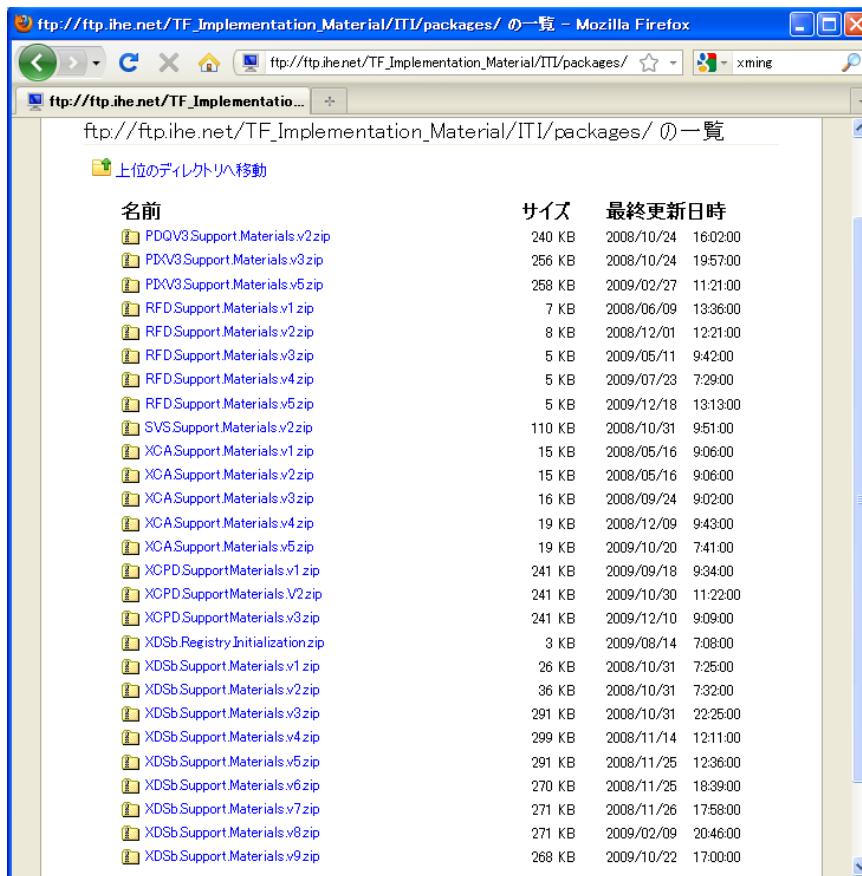 ftp://ftp.ihe.net/TF_Implementation_Material/ITI/packages/ の一覧 - Mozilla Firefox
ftp://ftp.ihe.net/TF_Implementation_Material/ITI/packages/ xming
ftp://ftp.ihe.net/TF_Implementatio...
ftp://ftp.ihe.net/TF_Implementation_Material/ITI/packages/ の一覧
上位のディレクトリへ移動
名前 サイズ 最終更新日時
PDQV3.Support.Materials.v2.zip 240 KB 2008/10/24 16:02:00
PIXV3.Support.Materials.v3.zip 256 KB 2008/10/24 19:57:00
PIXV3.Support.Materials.v5.zip 258 KB 2009/02/27 11:21:00
RFD.Support.Materials.v1.zip 7 KB 2008/06/09 13:36:00
RFD.Support.Materials.v2.zip 8 KB 2008/12/01 12:21:00
RFD.Support.Materials.v3.zip 5 KB 2009/05/11 9:42:00
RFD.Support.Materials.v4.zip 5 KB 2009/07/23 7:29:00
RFD.Support.Materials.v5.zip 5 KB 2009/12/18 13:13:00
SVS.Support.Materials.v2.zip 110 KB 2008/10/31 9:51:00
XCA.Support.Materials.v1.zip 15 KB 2008/05/16 9:06:00
XCA.Support.Materials.v2.zip 15 KB 2008/05/16 9:06:00
XCA.Support.Materials.v3.zip 16 KB 2008/09/24 9:02:00
XCA.Support.Materials.v4.zip 19 KB 2008/12/09 9:43:00
XCA.Support.Materials.v5.zip 19 KB 2009/10/20 7:41:00
XCPD.SupportMaterials.v1.zip 241 KB 2009/09/18 9:34:00
XCPD.SupportMaterials.V2.zip 241 KB 2009/10/30 11:22:00
XCPD.SupportMaterials.v3.zip 241 KB 2009/12/10 9:09:00
XDSb.Registry.Initialization.zip 3 KB 2009/08/14 7:08:00
XDSb.Support.Materials.v1.zip 26 KB 2008/10/31 7:25:00
XDSb.Support.Materials.v2.zip 36 KB 2008/10/31 7:32:00
XDSb.Support.Materials.v3.zip 291 KB 2008/10/31 22:25:00
XDSb.Support.Materials.v4.zip 299 KB 2008/11/14 12:11:00
XDSb.Support.Materials.v5.zip 291 KB 2008/11/25 12:36:00
XDSb.Support.Materials.v6.zip 270 KB 2008/11/25 18:39:00
XDSb.Support.Materials.v7.zip 271 KB 2008/11/26 17:58:00
XDSb.Support.Materials.v8.zip 271 KB 2009/02/09 20:46:00
XDSb.Support.Materials.v9.zip 268 KB 2009/10/22 17:00:00